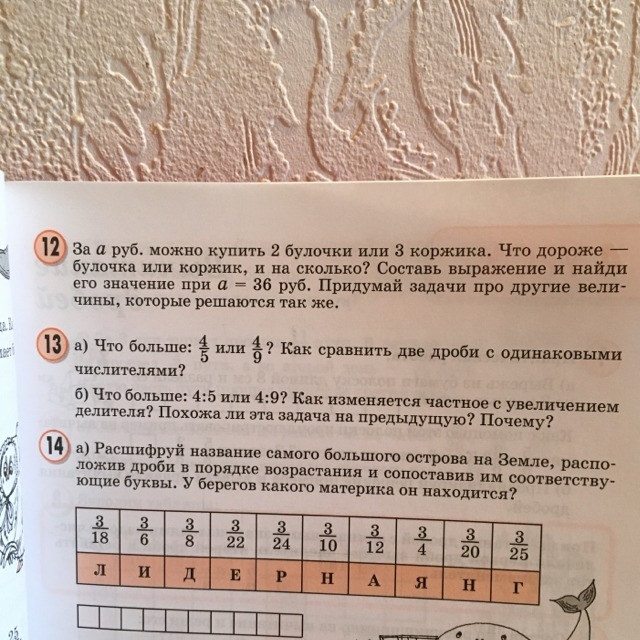 12 За a руб. можно купить 2 булочки или 3 коржика. Что дороже —
булочка или коржик, и на сколько? Составь выражение и найди
его значение при a = 36 руб. Придумай задачи про другие вели-
чины, которые решаются так же.
13 а) Что больше: 4/5 или 4/9? Как сравнить две дроби с одинаковыми
числителями?
б) Что больше: 4:5 или 4:9? Как изменяется частное с увеличением
делителя? Похожа ли эта задача на предыдущую? Почему?
14 а) Расшифруй название самого большого острова на Земле, распо-
ложив дроби в порядке возрастания и сопоставив им соответству-
ющие буквы. У берегов какого материка он находится?
3/18 3/6 3/8 3/22 3/24 3/10 3/12 3/4 3/20 3/25
Л И Д Е Р Н А Я Н Г